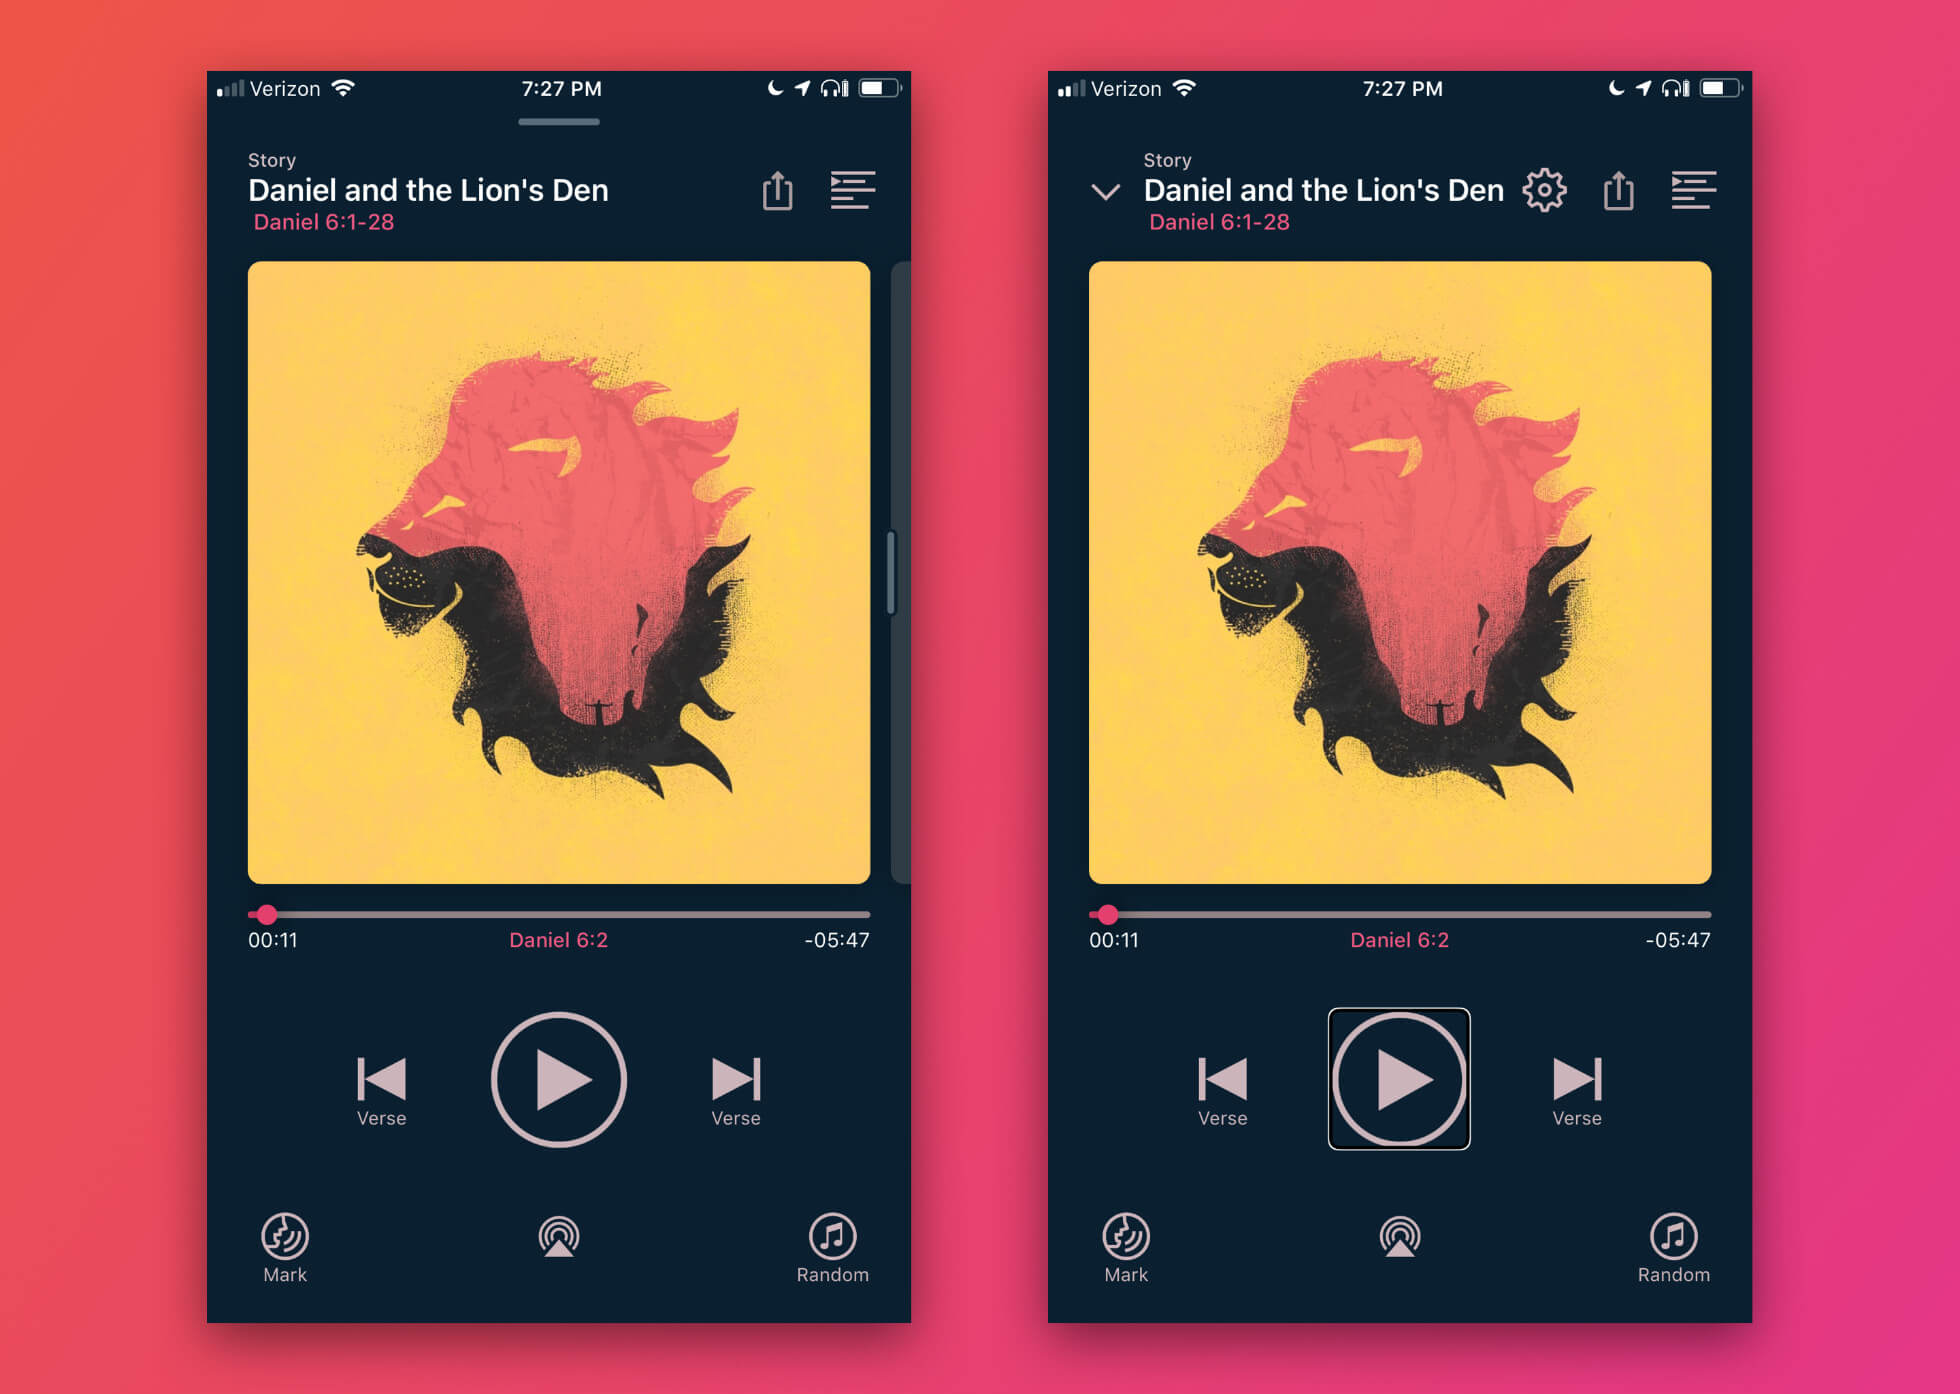 Verizon 7:27 PM
Story
Daniel and the Lion's Den
Daniel 6:1-28
00:11 Daniel 6:2 -05:47
Verse Verse
Mark Random
Verizon 7:27 PM
Story
Daniel and the Lion's Den
Daniel 6:1-28
00:11 Daniel 6:2 -05:47
Verse Verse
Mark Random